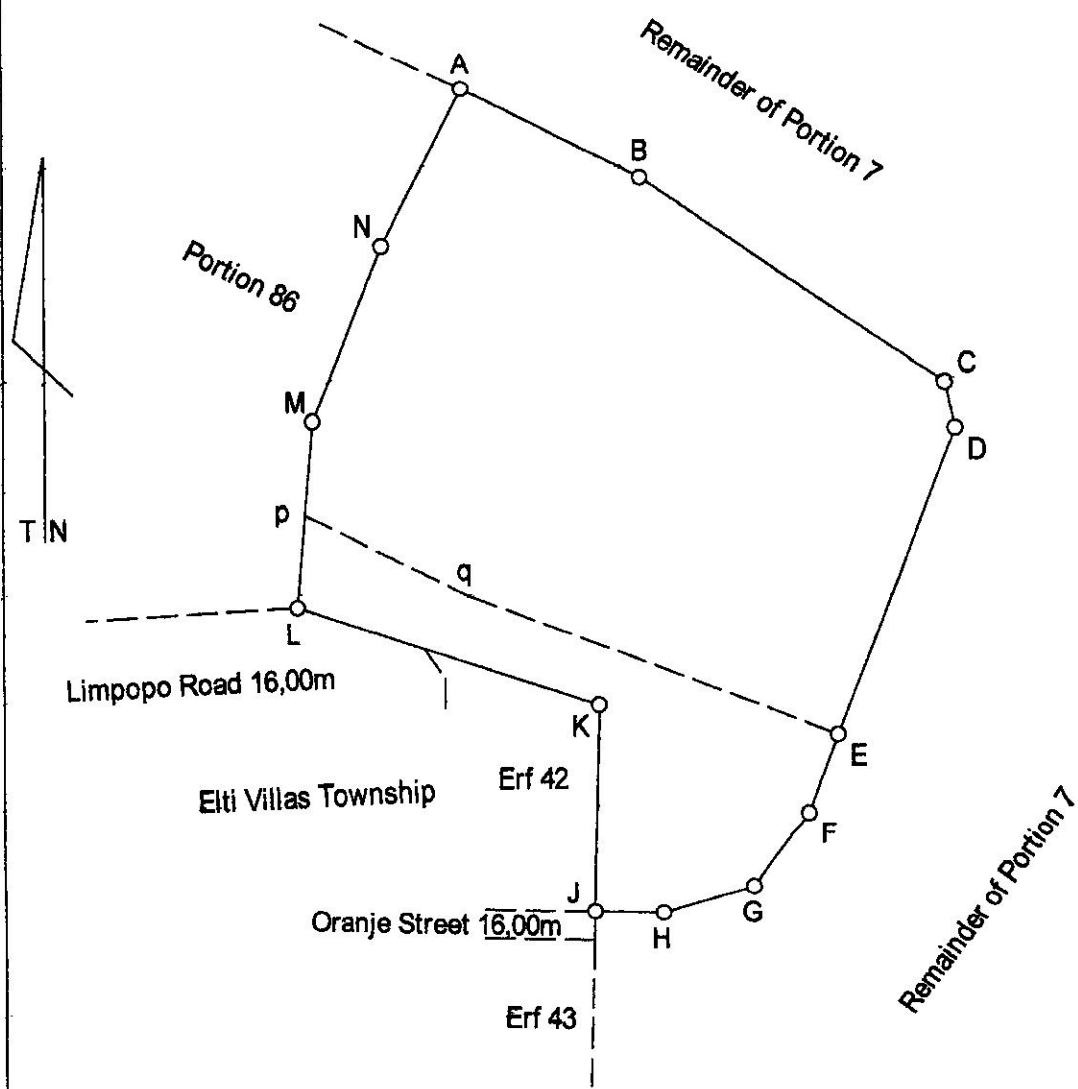 Remainder of Portion 7
A
B
N
Portion 86
C
M
D
T N
p
q
L
Limpopo Road 16,00m
K
E
Erf 42
Elti Villas Township
F
J
G
Oranje Street 16,00m
H
Remainder of Portion 7
Erf 43